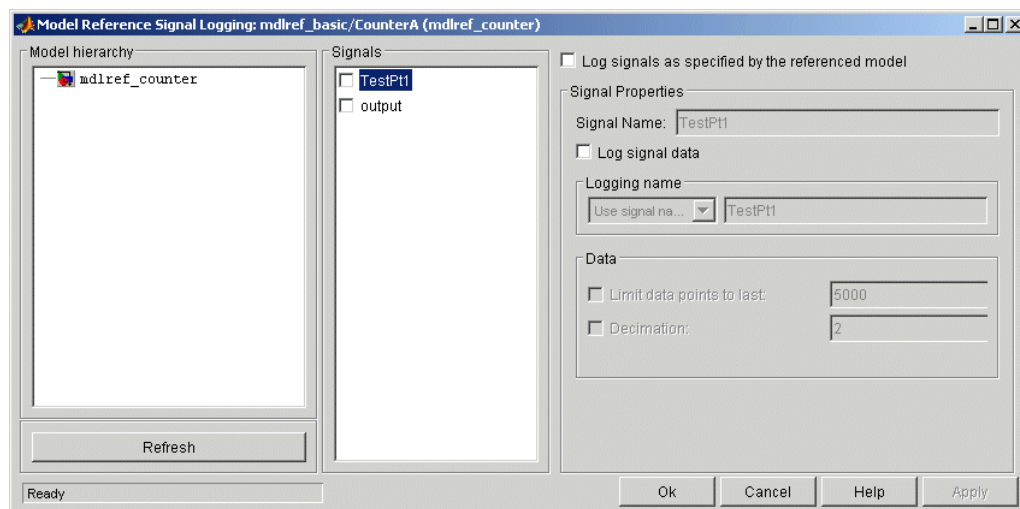 Model Reference Signal Logging: mdlref_basic/CounterA (mdlref_counter)
Model hierarchy
mdlref_counter
Refresh
Signals
TestPt1
output
Log signals as specified by the referenced model
Signal Properties
Signal Name: TestPt1
Log signal data
Logging name
Use signal na... TestPt1
Data
Limit data points to last: 5000
Decimation: 2
Ready
Ok Cancel Help Apply